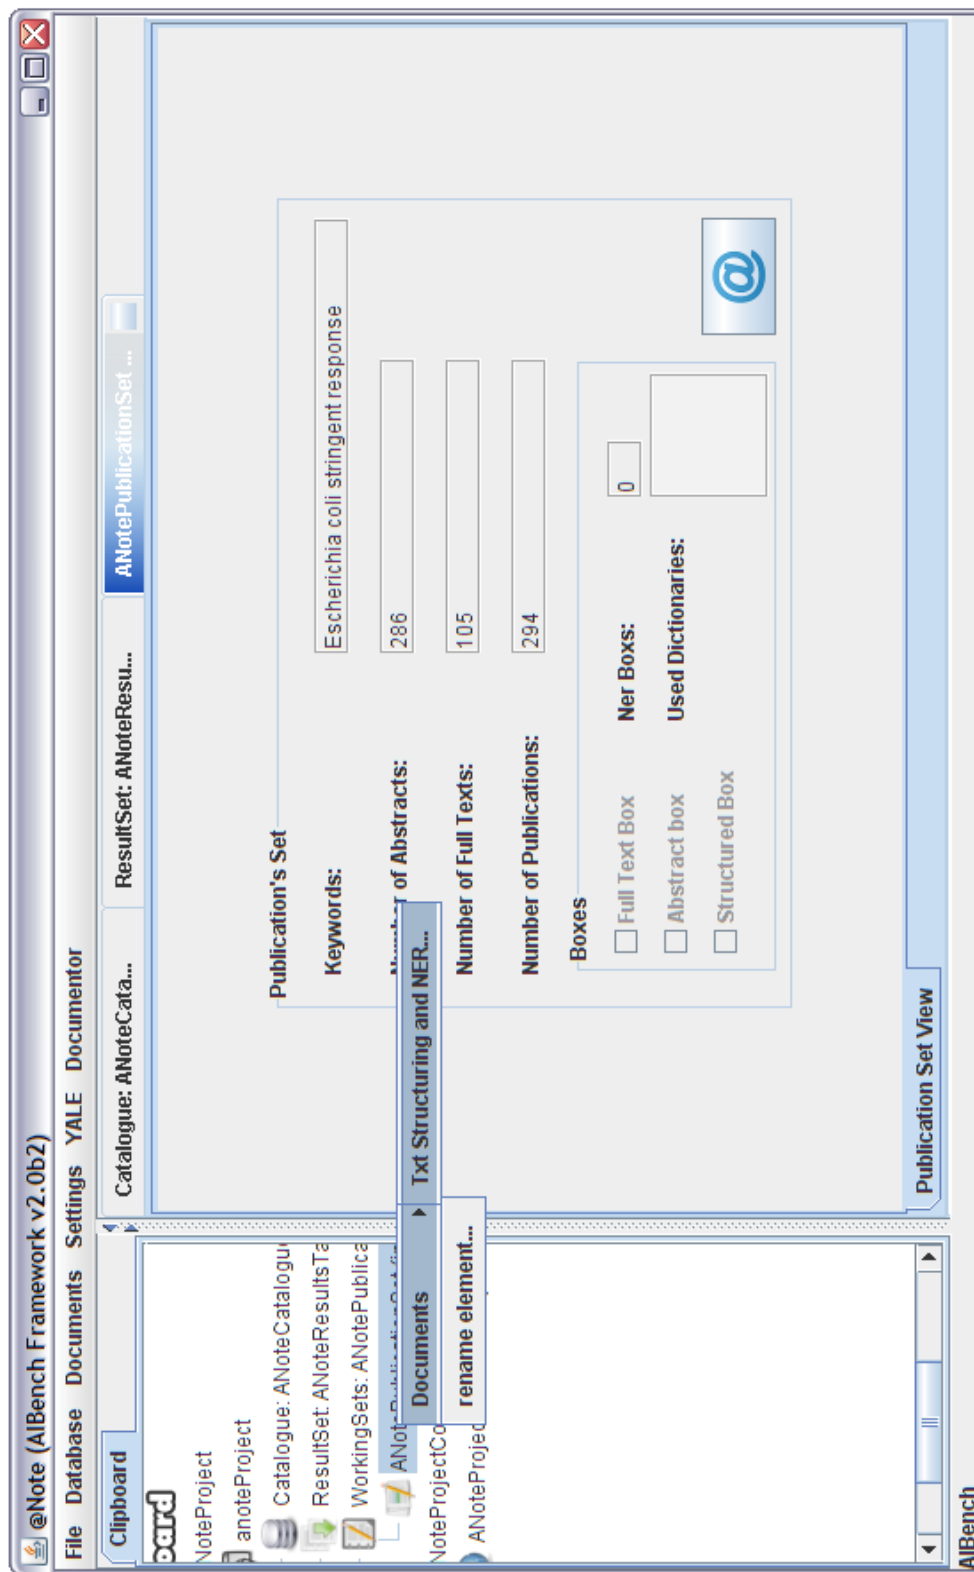 @Note (AIBench Framework v2.0b2)
File Database Documents Settings YALE Documentor
Clipboard
NoteProject
anoteProject
Catalogue: ANoteCatalogu
ResultSet: ANoteResultsTa
WorkingSets: ANotePublica
NoteProjectCo
ANoteProjec
Documents
Txt Structuring and NER...
rename element...
Catalogue: ANoteCata...
ResultSet: ANoteResu...
ANotePublicationSet ...
Publication's Set
Keywords:
Escherichia coli stringent response
Number of Abstracts:
286
Number of Full Texts:
105
Number of Publications:
294
Boxes
Full Text Box
Ner Boxs:
0
Abstract box
Used Dictionaries:
Structured Box
@
Publication Set View
AIBench